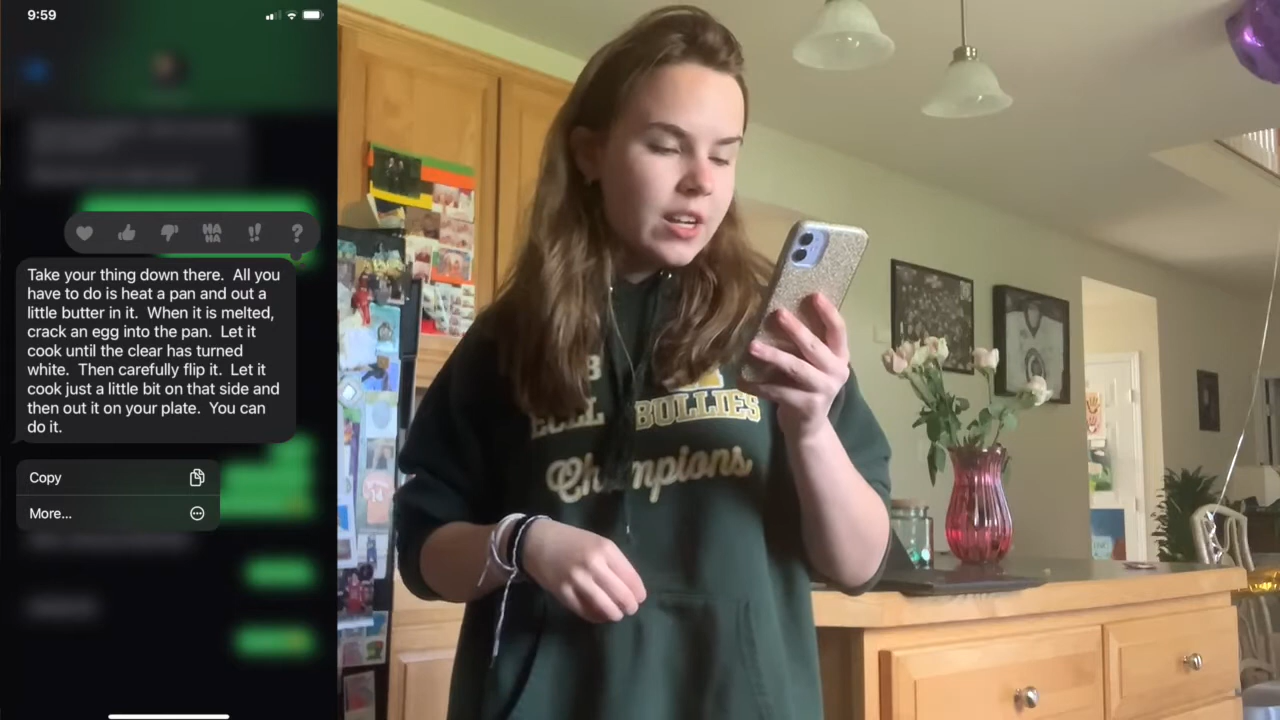 9:59
HA
HA
!!
?
Take your thing down there.  All you
have to do is heat a pan and out a
little butter in it.  When it is melted,
crack an egg into the pan.  Let it
cook until the clear has turned
white.  Then carefully flip it.  Let it
cook just a little bit on that side and
then out it on your plate.  You can
do it.
Copy
More...
BULLIES
Champions